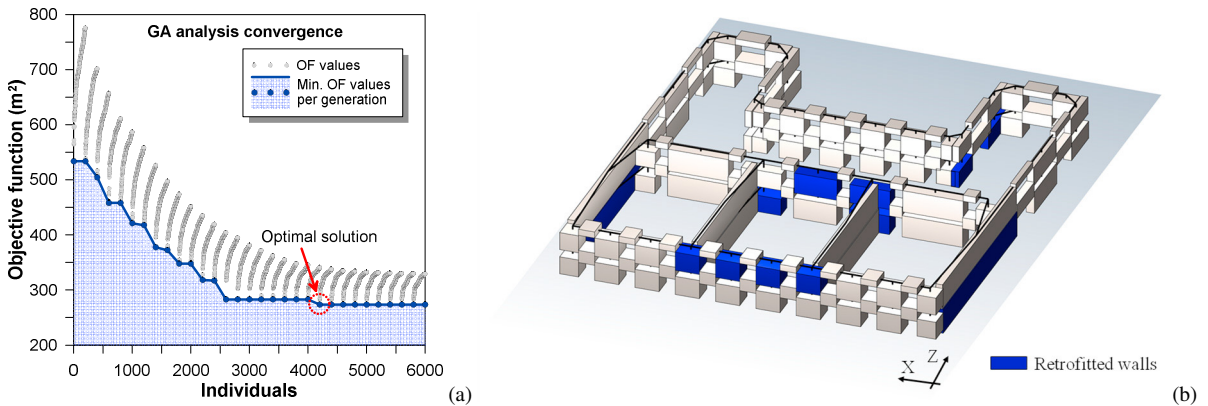 GA analysis convergence
OF values
Min. OF values
per generation
Optimal solution
Objective function (m²)
800
700
600
500
400
300
200
0 1000 2000 3000 4000 5000 6000
Individuals
(a)
X
Z
Retrofitted walls
(b)